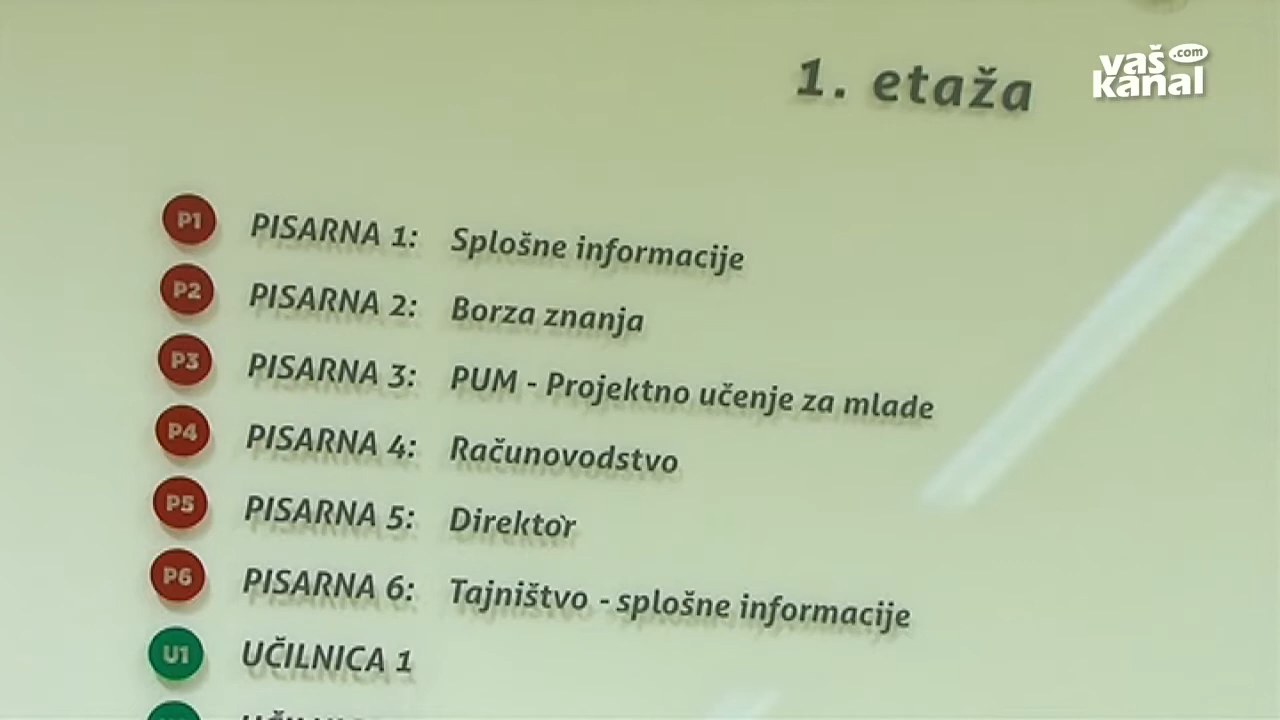 1. etaža
vaš .com
kanal
P1 PISARNA 1: Splošne informacije
P2 PISARNA 2: Borza znanja
P3 PISARNA 3: PUM - Projektno učenje za mlade
P4 PISARNA 4: Računovodstvo
P5 PISARNA 5: Direktor
P6 PISARNA 6: Tajništvo - splošne informacije
U1 UČILNICA 1